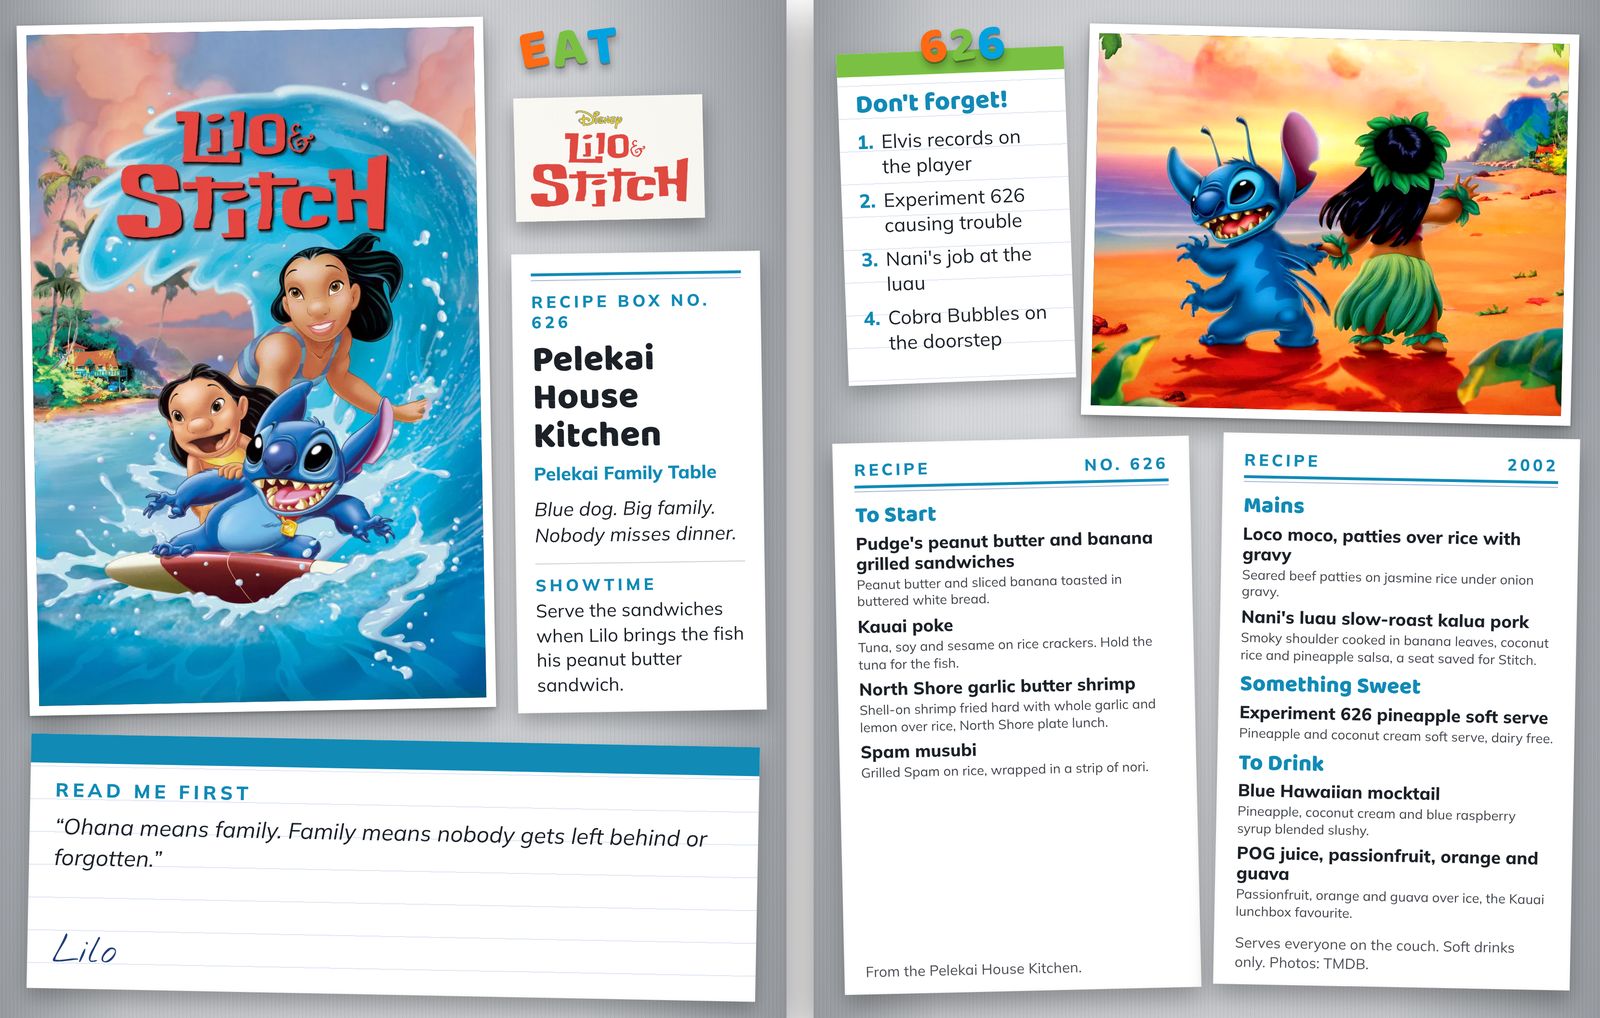 Lilo &
Stitch
EAT
Disney
Lilo &
Stitch
RECIPE BOX NO.
626
Pelekai
House
Kitchen
Pelekai Family Table
Blue dog. Big family.
Nobody misses dinner.
SHOWTIME
Serve the sandwiches
when Lilo brings the fish
his peanut butter
sandwich.
READ ME FIRST
“Ohana means family. Family means nobody gets left behind or
forgotten.”
Lilo
626
Don't forget!
1. Elvis records on
the player
2. Experiment 626
causing trouble
3. Nani's job at the
luau
4. Cobra Bubbles on
the doorstep
RECIPE NO. 626
To Start
Pudge's peanut butter and banana
grilled sandwiches
Peanut butter and sliced banana toasted in
buttered white bread.
Kauai poke
Tuna, soy and sesame on rice crackers. Hold the
tuna for the fish.
North Shore garlic butter shrimp
Shell-on shrimp fried hard with whole garlic and
lemon over rice, North Shore plate lunch.
Spam musubi
Grilled Spam on rice, wrapped in a strip of nori.
From the Pelekai House Kitchen.
RECIPE 2002
Mains
Loco moco, patties over rice with
gravy
Seared beef patties on jasmine rice under onion
gravy.
Nani's luau slow-roast kalua pork
Smoky shoulder cooked in banana leaves, coconut
rice and pineapple salsa, a seat saved for Stitch.
Something Sweet
Experiment 626 pineapple soft serve
Pineapple and coconut cream soft serve, dairy free.
To Drink
Blue Hawaiian mocktail
Pineapple, coconut cream and blue raspberry
syrup blended slushy.
POG juice, passionfruit, orange and
guava
Passionfruit, orange and guava over ice, the Kauai
lunchbox favourite.
Serves everyone on the couch. Soft drinks
only. Photos: TMDB.